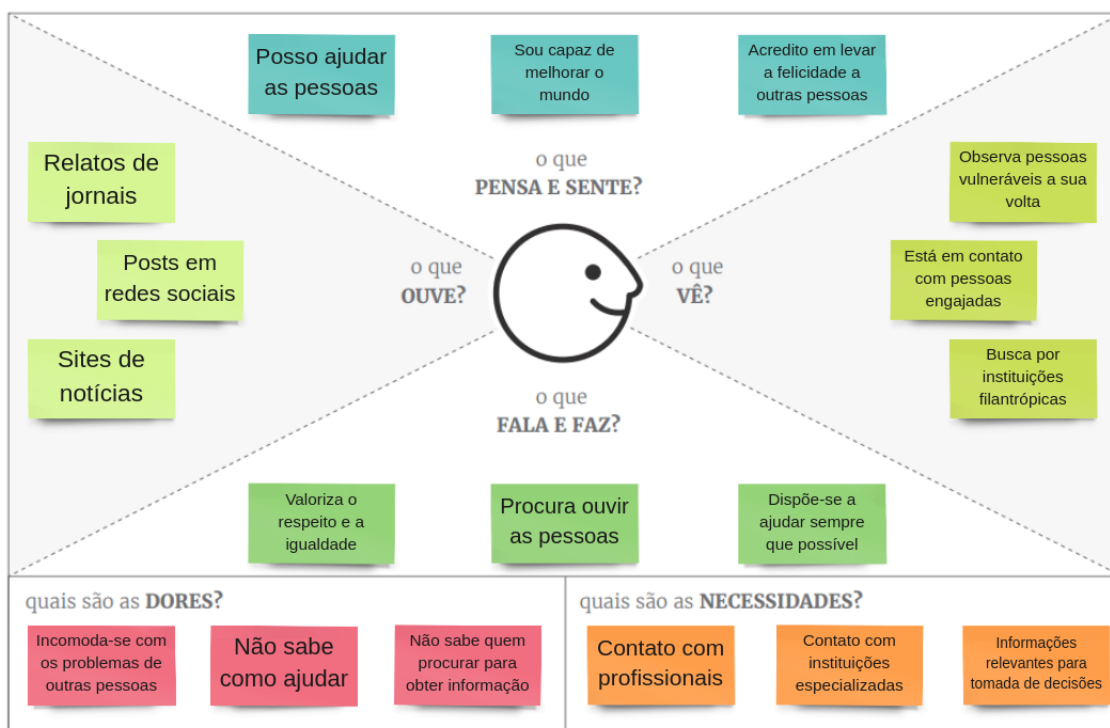 Posso ajudar
as pessoas
Sou capaz de
melhorar o
mundo
Acredito em levar
a felicidade a
outras pessoas
o que
PENSA E SENTE?
Relatos de
jornais
Posts em
redes sociais
Sites de
notícias
o que
OUVE?
o que
VÊ?
Observa pessoas
vulneráveis a sua
volta
Está em contato
com pessoas
engajadas
Busca por
instituições
filantrópicas
o que
FALA E FAZ?
Valoriza o
respeito e a
igualdade
Procura ouvir
as pessoas
Dispõe-se a
ajudar sempre
que possível
quais são as DORES?
Incomoda-se com
os problemas de
outras pessoas
Não sabe
como ajudar
Não sabe quem
procurar para
obter informação
quais são as NECESSIDADES?
Contato com
profissionais
Contato com
instituições
especializadas
Informações
relevantes para
tomada de decisões